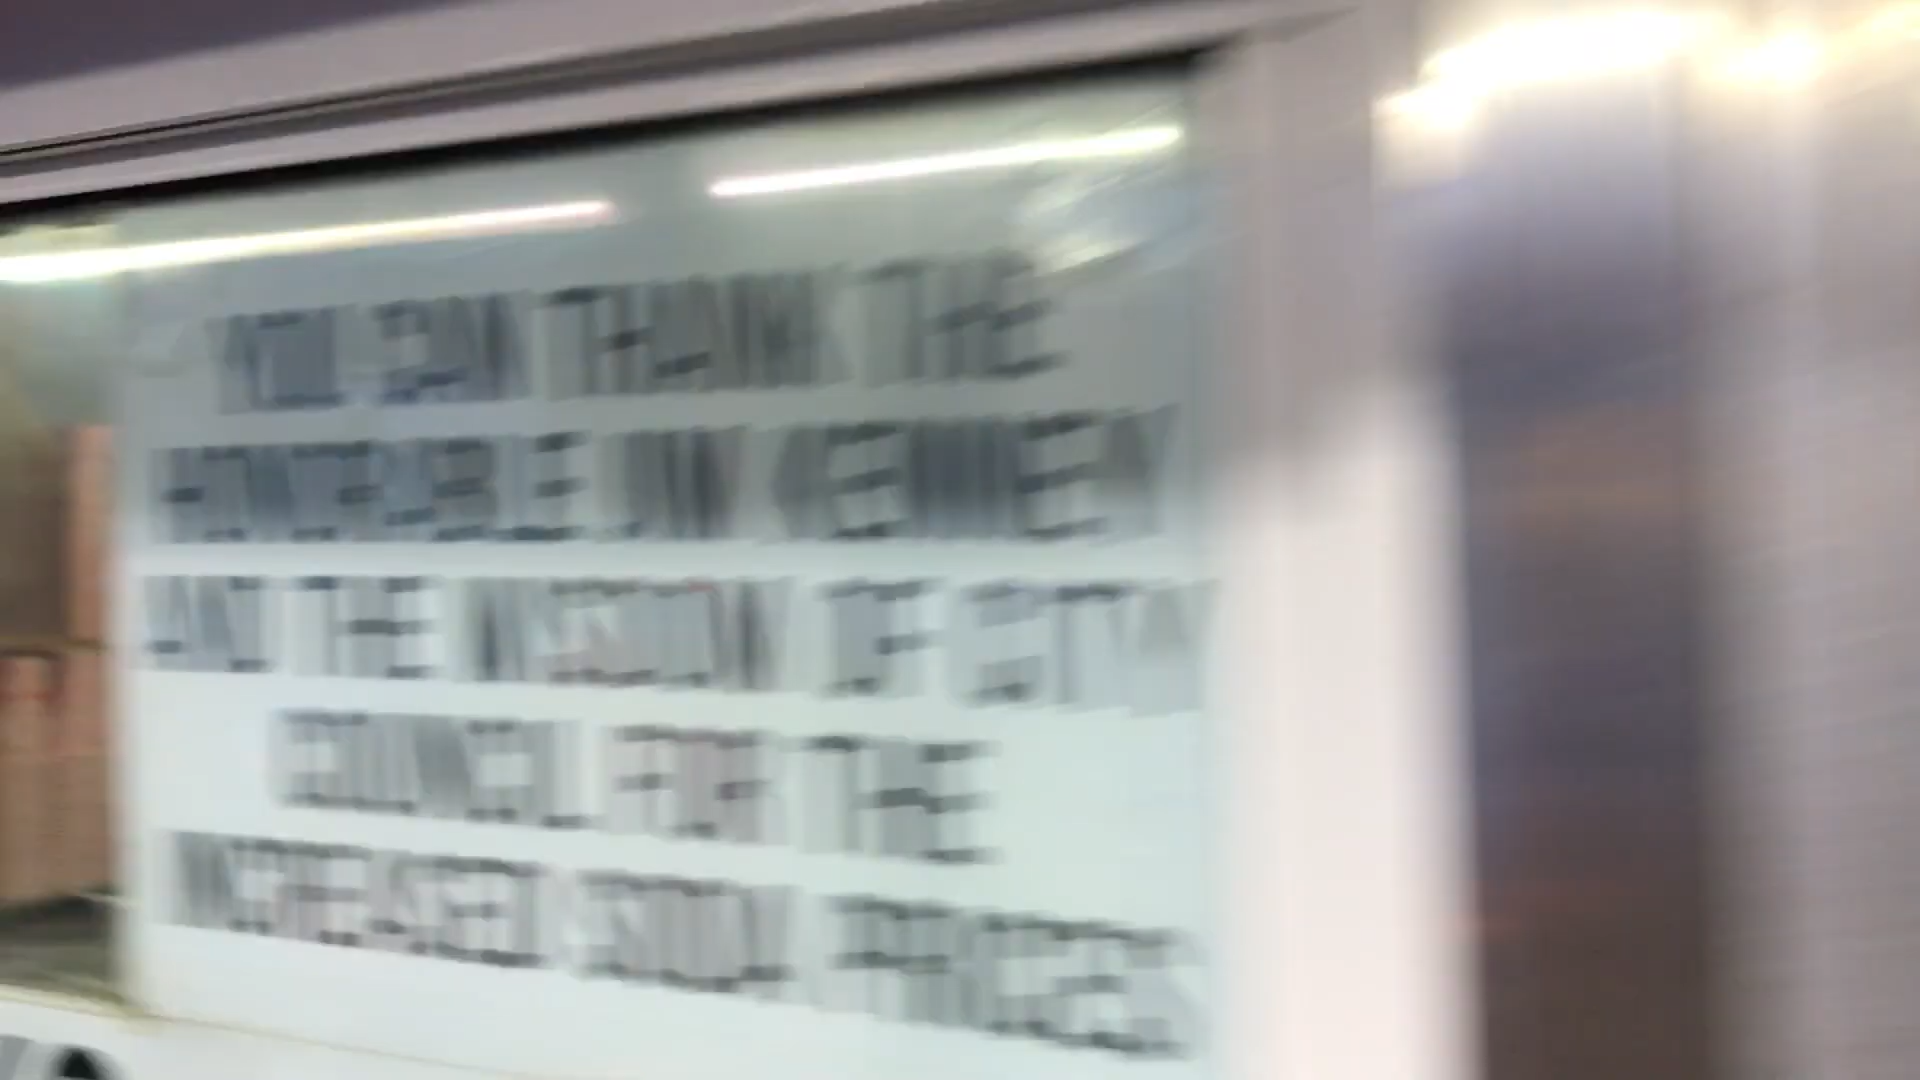 YOU CAN THANK THE
HONORABLE JIM KENNEY
AND THE WISDOM OF CITY
COUNCIL FOR THE
INCREASED SODA PRICES